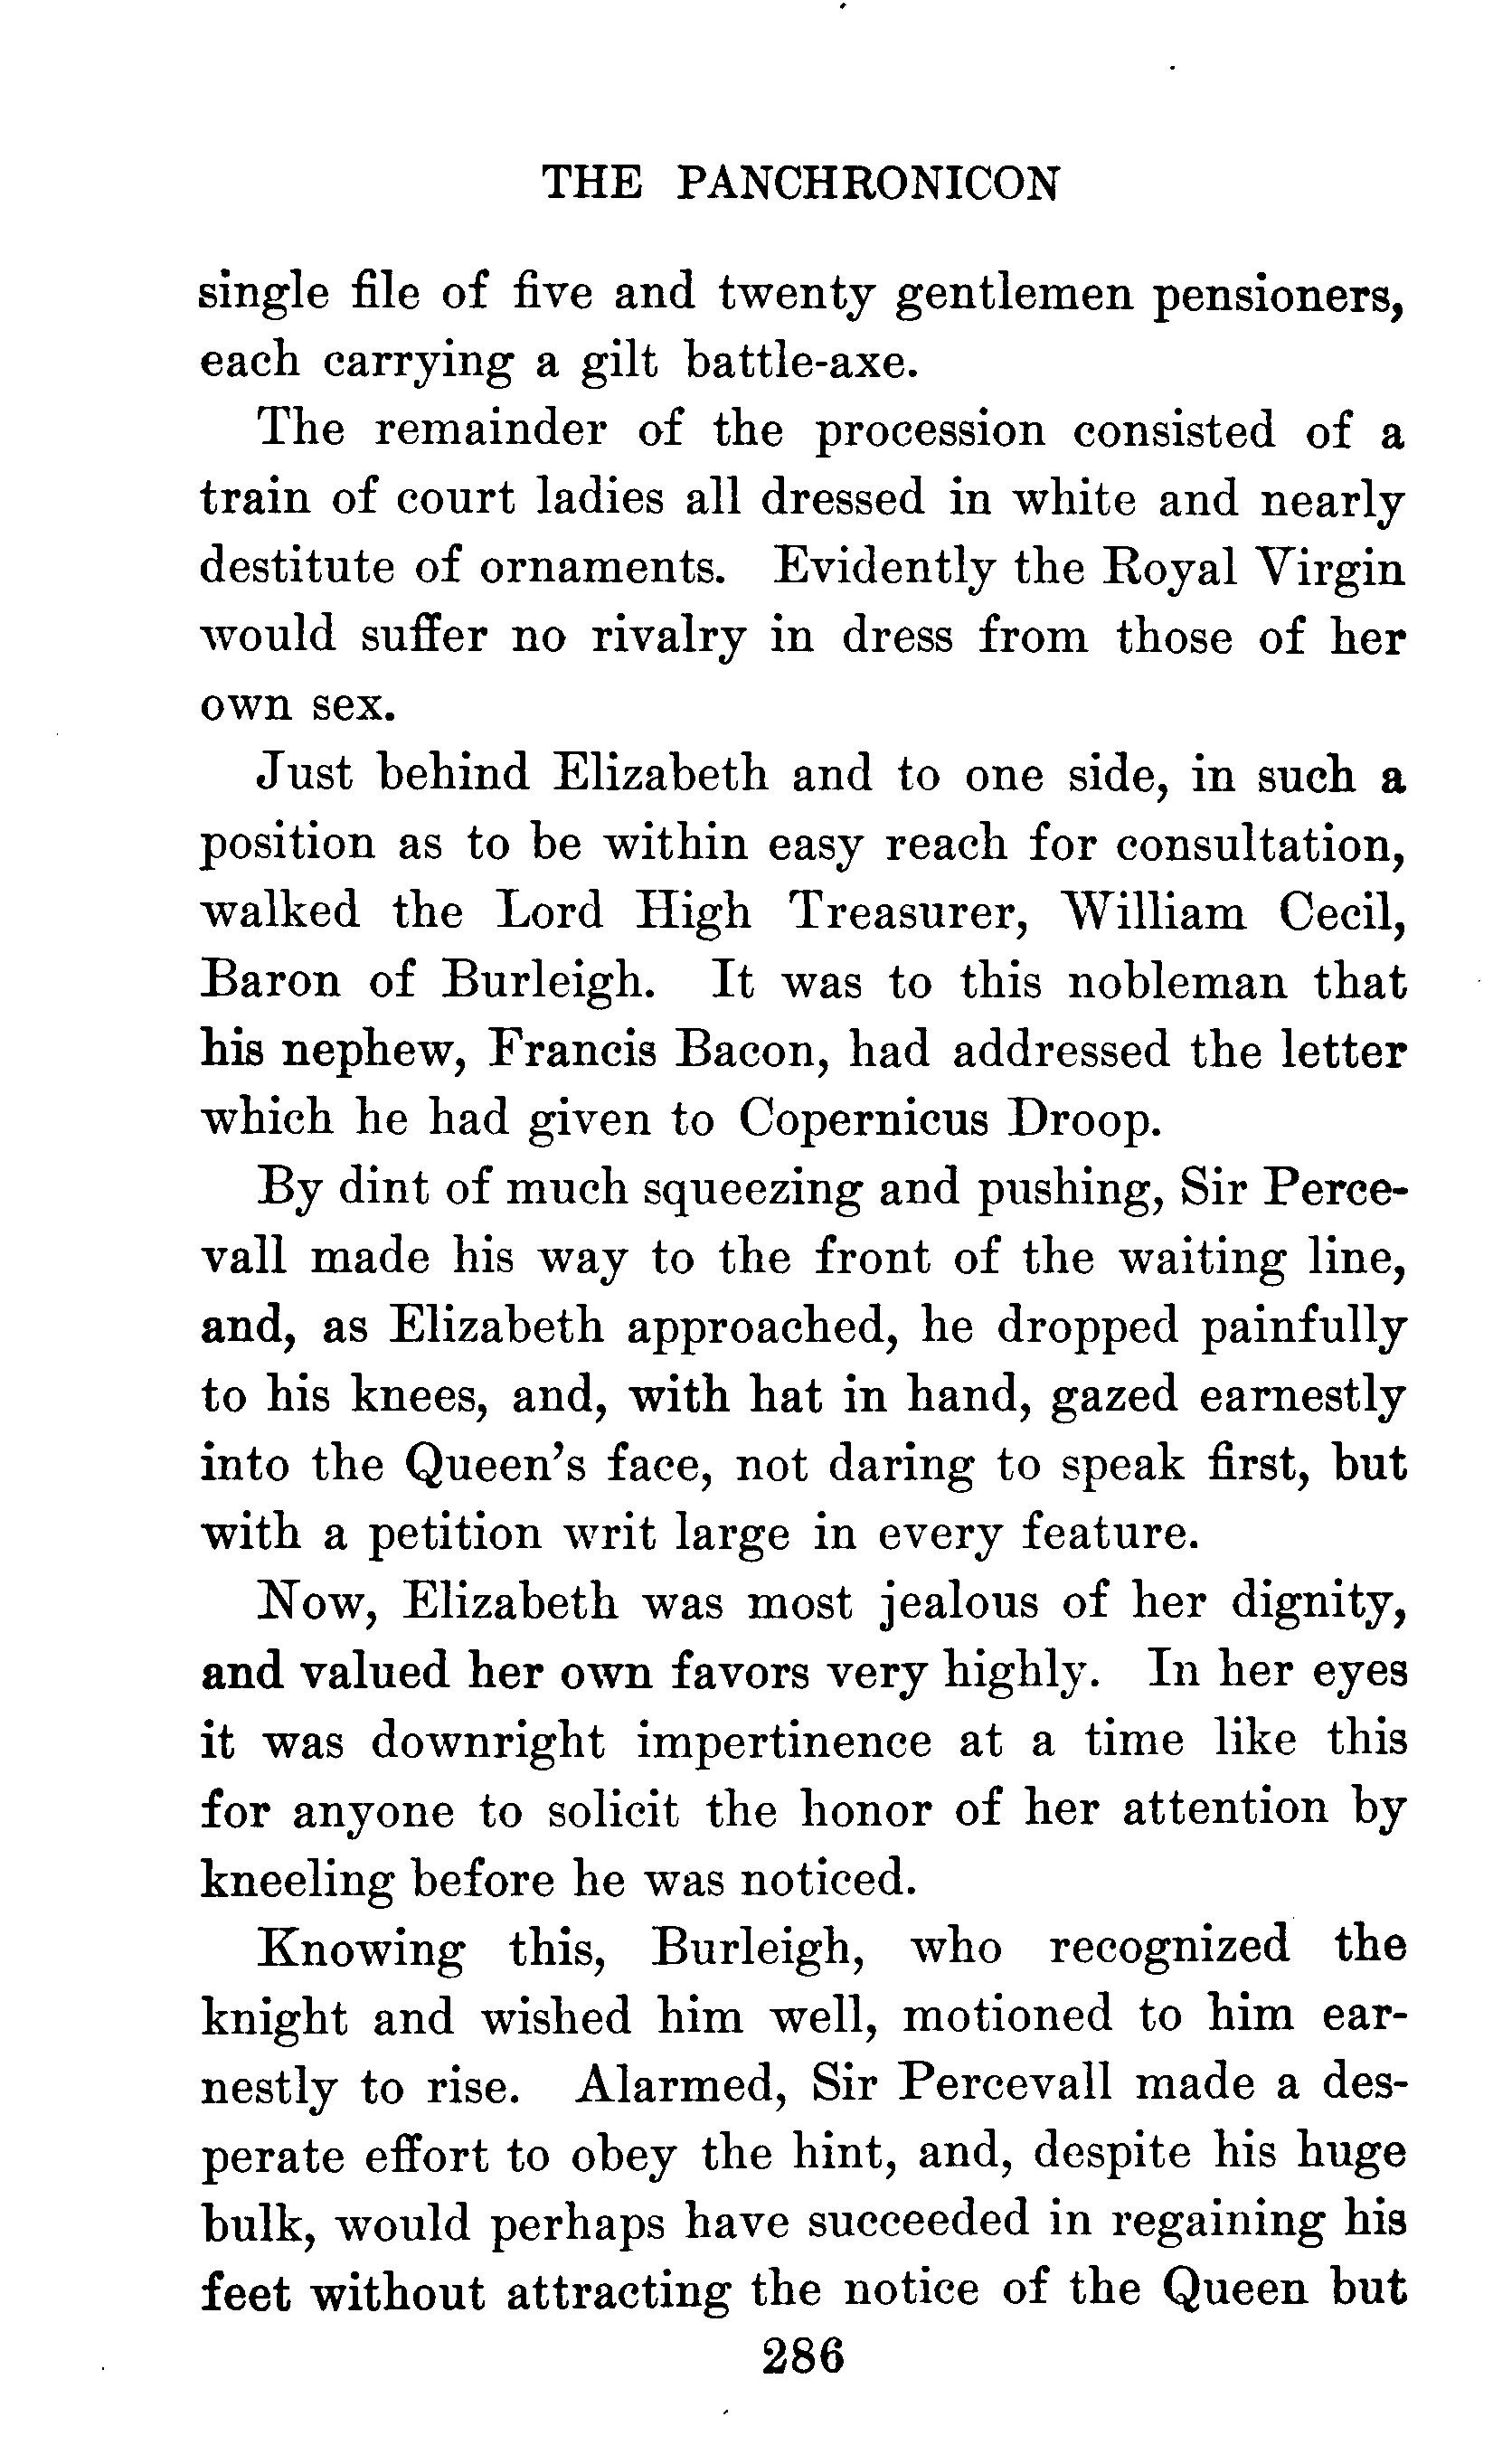 THE PANCHRONICON
single file of five and twenty gentlemen pensioners,
each carrying a gilt battle-axe.
The remainder of the procession consisted of a
train of court ladies all dressed in white and nearly
destitute of ornaments. Evidently the Royal Virgin
would suffer no rivalry in dress from those of her
own sex.
Just behind Elizabeth and to one side, in such a
position as to be within easy reach for consultation,
walked the Lord High Treasurer, William Cecil,
Baron of Burleigh. It was to this nobleman that
his nephew, Francis Bacon, had addressed the letter
which he had given to Copernicus Droop.
By dint of much squeezing and pushing, Sir Perce-
vall made his way to the front of the waiting line,
and, as Elizabeth approached, he dropped painfully
to his knees, and, with hat in hand, gazed earnestly
into the Queen's face, not daring to speak first, but
with a petition writ large in every feature.
Now, Elizabeth was most jealous of her dignity,
and valued her own favors very highly. In her eyes
it was downright impertinence at a time like this
for anyone to solicit the honor of her attention by
kneeling before he was noticed.
Knowing this, Burleigh, who recognized the
knight and wished him well, motioned to him ear-
nestly to rise. Alarmed, Sir Percevall made a des-
perate effort to obey the hint, and, despite his huge
bulk, would perhaps have succeeded in regaining his
feet without attracting the notice of the Queen but
286